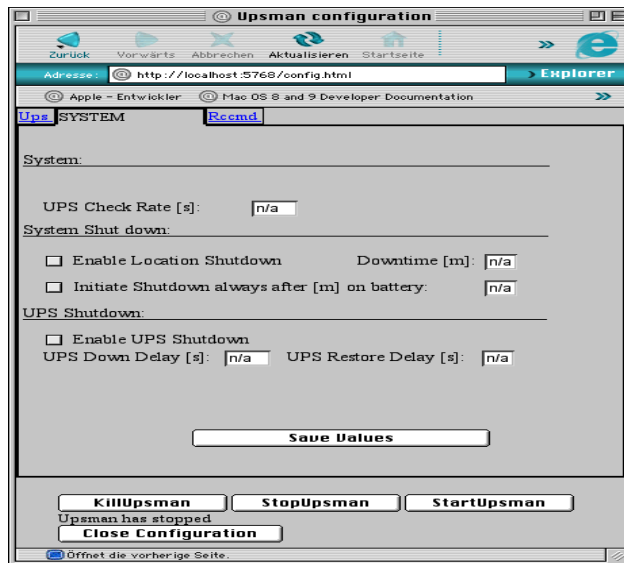 Upsman configuration
Zurück Vorwärts Abbrechen Aktualisieren Startseite »
Adresse: http://localhost:5768/config.html › Explorer
Apple - Entwickler Mac OS 8 and 9 Developer Documentation »
Ups SYSTEM Rccmd
System:
UPS Check Rate [s]: n/a
System Shut down:
Enable Location Shutdown Downtime [m]: n/a
Initiate Shutdown always after [m] on battery: n/a
UPS Shutdown:
Enable UPS Shutdown
UPS Down Delay [s]: n/a UPS Restore Delay [s]: n/a
Save Values
KillUpsman StopUpsman StartUpsman
Upsman has stopped
Close Configuration
Öffnet die vorherige Seite.